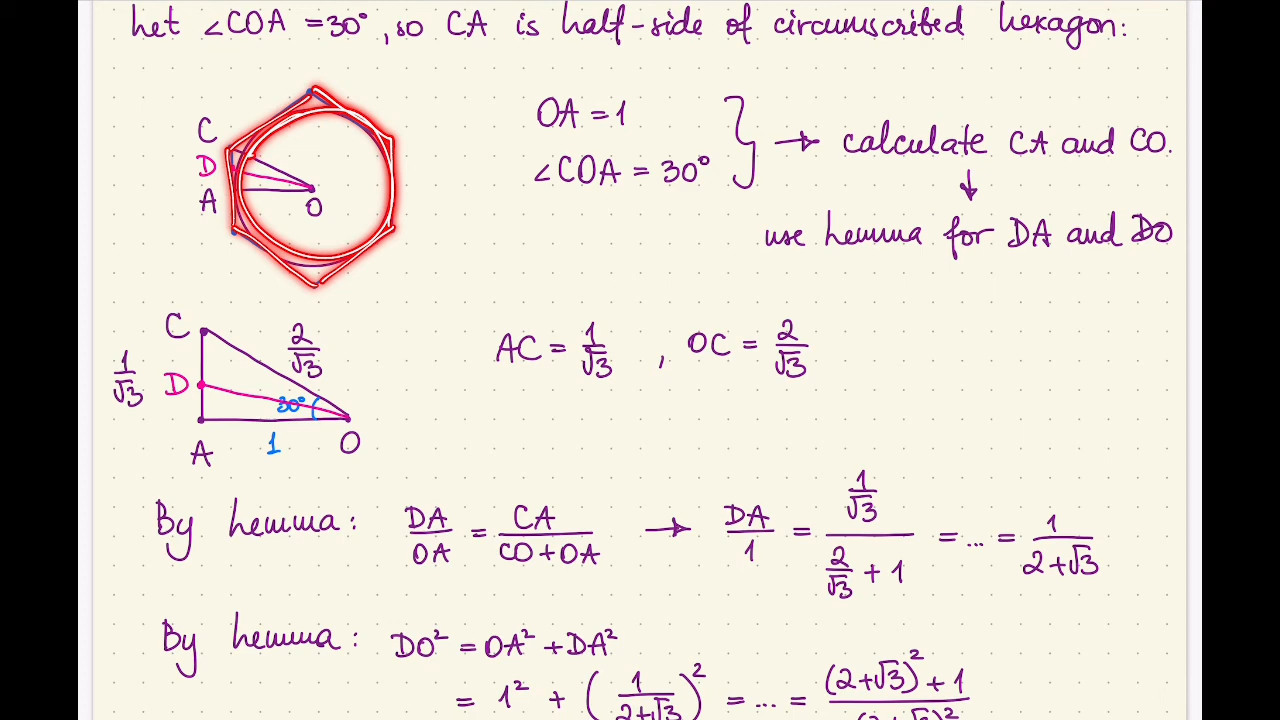 Let ∠COA = 30°, so CA is half-side of circumscribed hexagon:
C
D
A
O
OA = 1
∠COA = 30°
→ calculate CA and CO.
↓
use Lemma for DA and DO
C
2/√3
1/√3
D
30°
A
1
O
AC = 1/√3 , OC = 2/√3
By Lemma: DA/OA = CA/(CO+OA) → DA/1 = (1/√3)/(2/√3 + 1) = ... = 1/(2+√3)
By Lemma: DO² = OA² + DA²
= 1² + (1/(2+√3))² = ... = ((2+√3)² + 1)/(2+√3)²